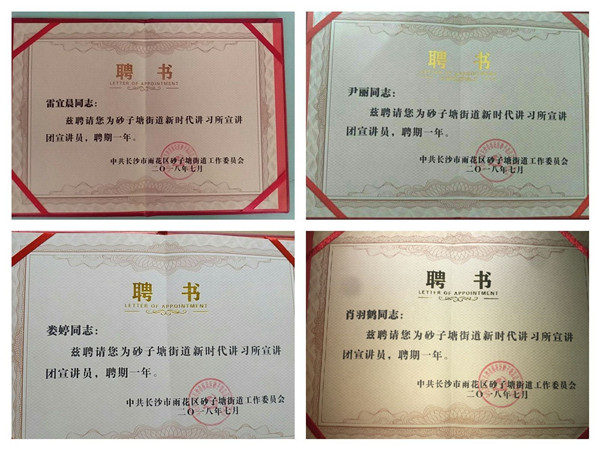 聘 书
LETTER OF APPOINTMENT
雷宜晨同志：
兹聘请您为砂子塘街道新时代讲习所宣讲
团宣讲员，聘期一年。
中共长沙市雨花区砂子塘街道工作委员会
二〇一八年七月
聘 书
LETTER OF APPOINTMENT
尹丽同志：
兹聘请您为砂子塘街道新时代讲习所宣讲
团宣讲员，聘期一年。
中共长沙市雨花区砂子塘街道工作委员会
二〇一八年七月
聘 书
LETTER OF APPOINTMENT
娄婷同志：
兹聘请您为砂子塘街道新时代讲习所宣讲
团宣讲员，聘期一年。
中共长沙市雨花区砂子塘街道工作委员会
二〇一八年七月
聘 书
LETTER OF APPOINTMENT
肖羽鹤同志：
兹聘请您为砂子塘街道新时代讲习所宣讲
团宣讲员，聘期一年。
中共长沙市雨花区砂子塘街道工作委员会
二〇一八年七月